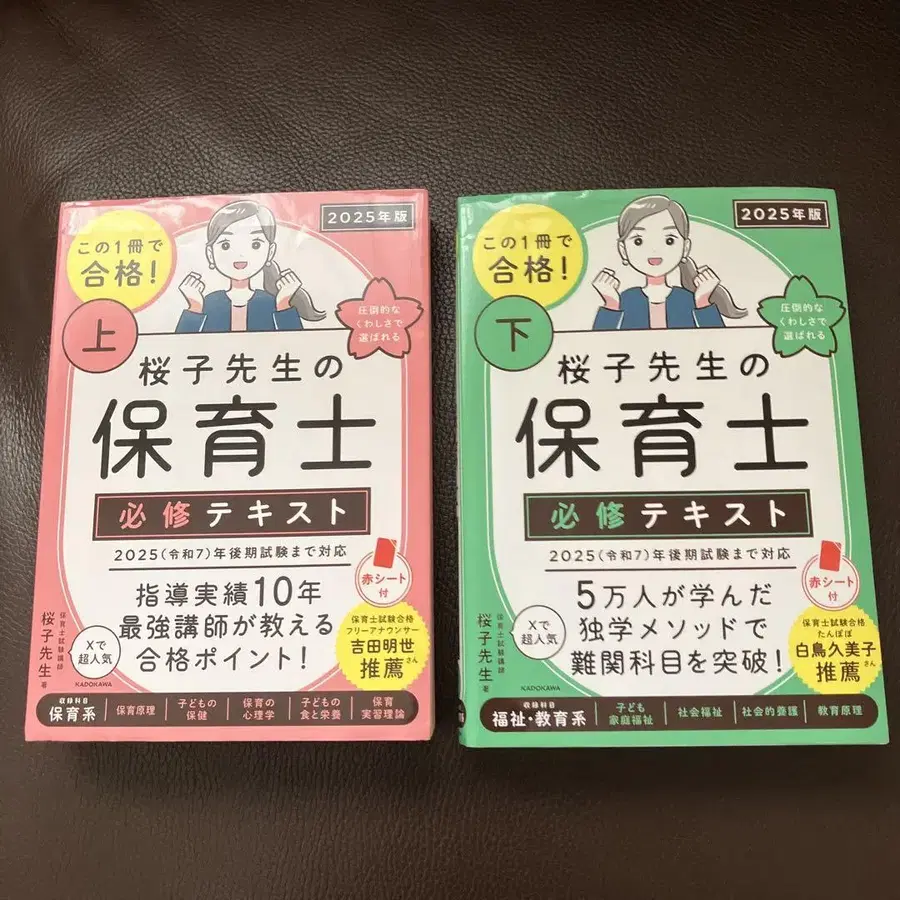 2025年版
この1冊で
合格!
上
圧倒的な
くわしさで
選ばれる
桜子先生の
保育士
必修テキスト
2025(令和7)年後期試験まで対応
赤シート
付
指導実績10年
最強講師が教える
合格ポイント!
保育士試験合格
フリーアナウンサー
吉田明世さん
推薦
Xで
超人気
保育士試験講師
桜子先生 著
KADOKAWA
収録科目
保育系
保育原理
子どもの
保健
保育の
心理学
子どもの
食と栄養
保育
実習理論
2025年版
この1冊で
合格!
下
圧倒的な
くわしさで
選ばれる
桜子先生の
保育士
必修テキスト
2025(令和7)年後期試験まで対応
赤シート
付
5万人が学んだ
独学メソッドで
難関科目を突破!
保育士試験合格
たんぽぽ
白鳥久美子さん
推薦
Xで
超人気
保育士試験講師
桜子先生 著
KADOKAWA
収録科目
福祉・教育系
子ども
家庭福祉
社会福祉
社会的養護
教育原理